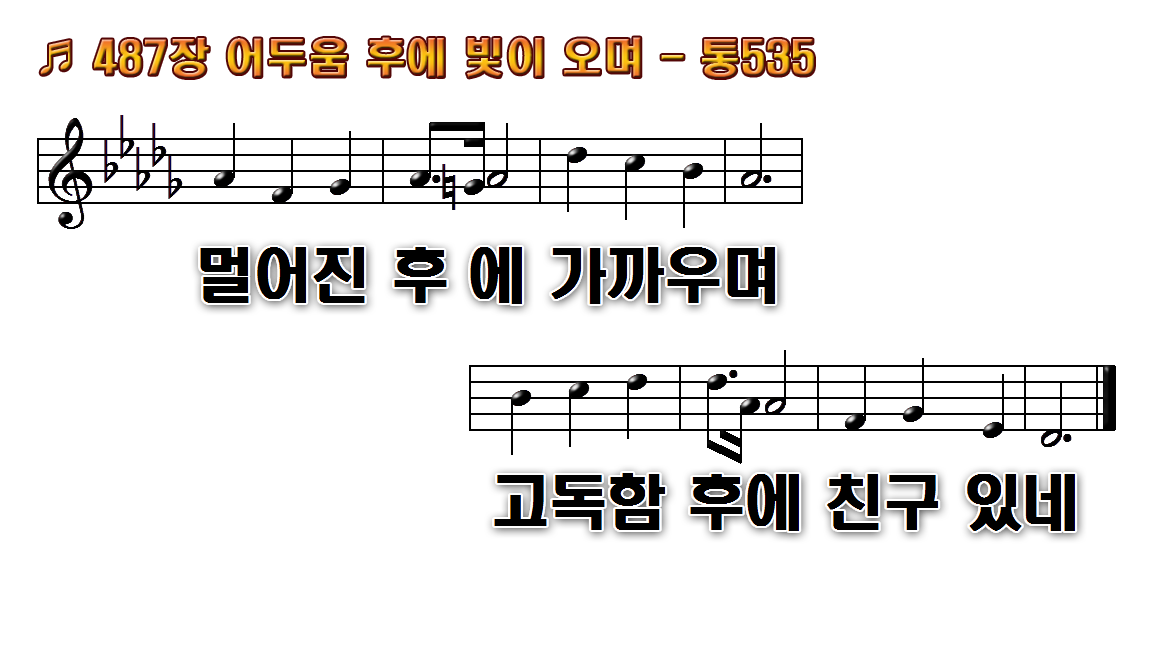 ♬ 487장 어두움 후에 빛이 오며 - 통535
멀어진 후 에 가까우며
고독함 후에 친구 있네